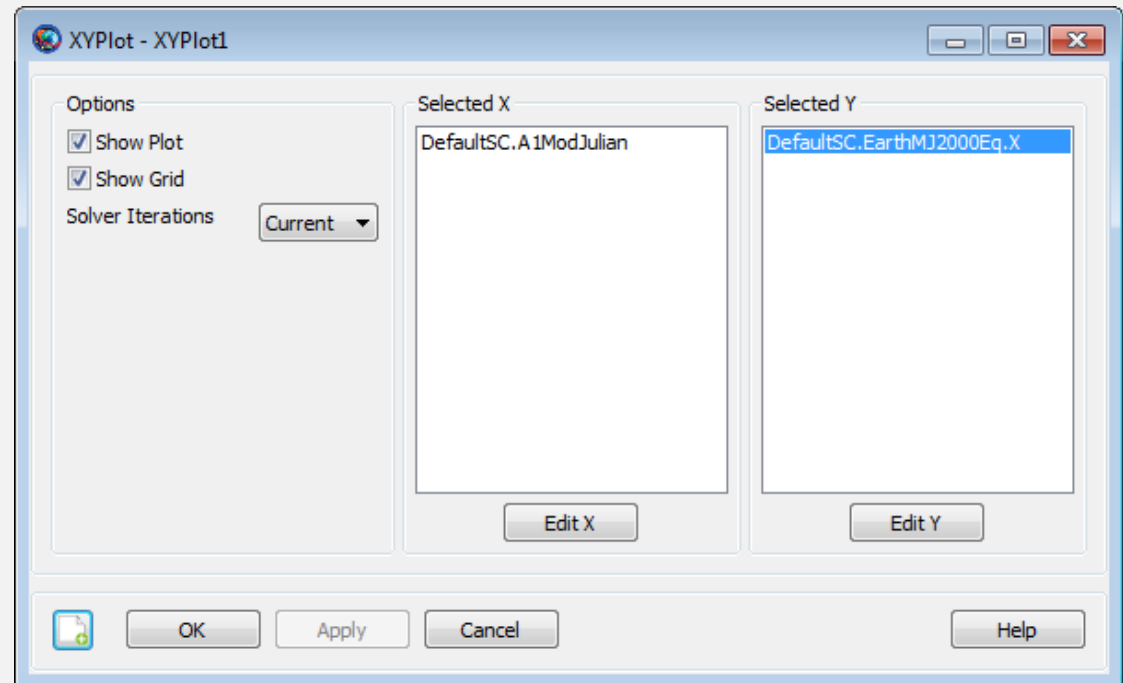 XYPlot - XYPlot1
Options
Show Plot
Show Grid
Solver Iterations
Current
Selected X
DefaultSC.A1ModJulian
Edit X
Selected Y
DefaultSC.EarthMJ2000Eq.X
Edit Y
OK
Apply
Cancel
Help